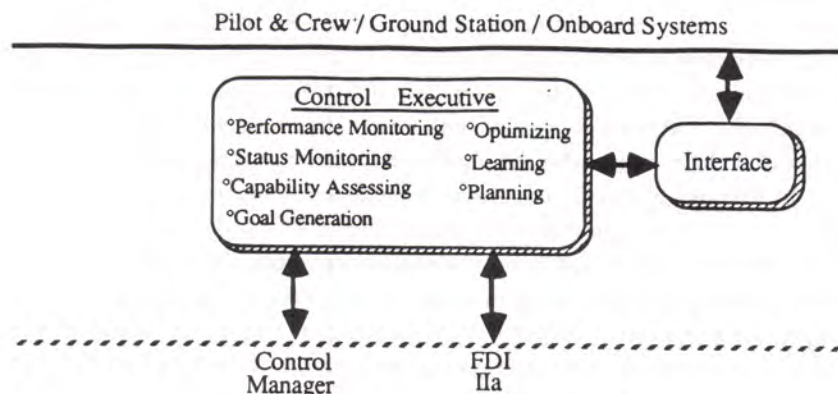 Pilot & Crew / Ground Station / Onboard Systems
Control Executive
°Performance Monitoring °Optimizing
°Status Monitoring °Learning
°Capability Assessing °Planning
°Goal Generation
Interface
Control
Manager
FDI
IIa